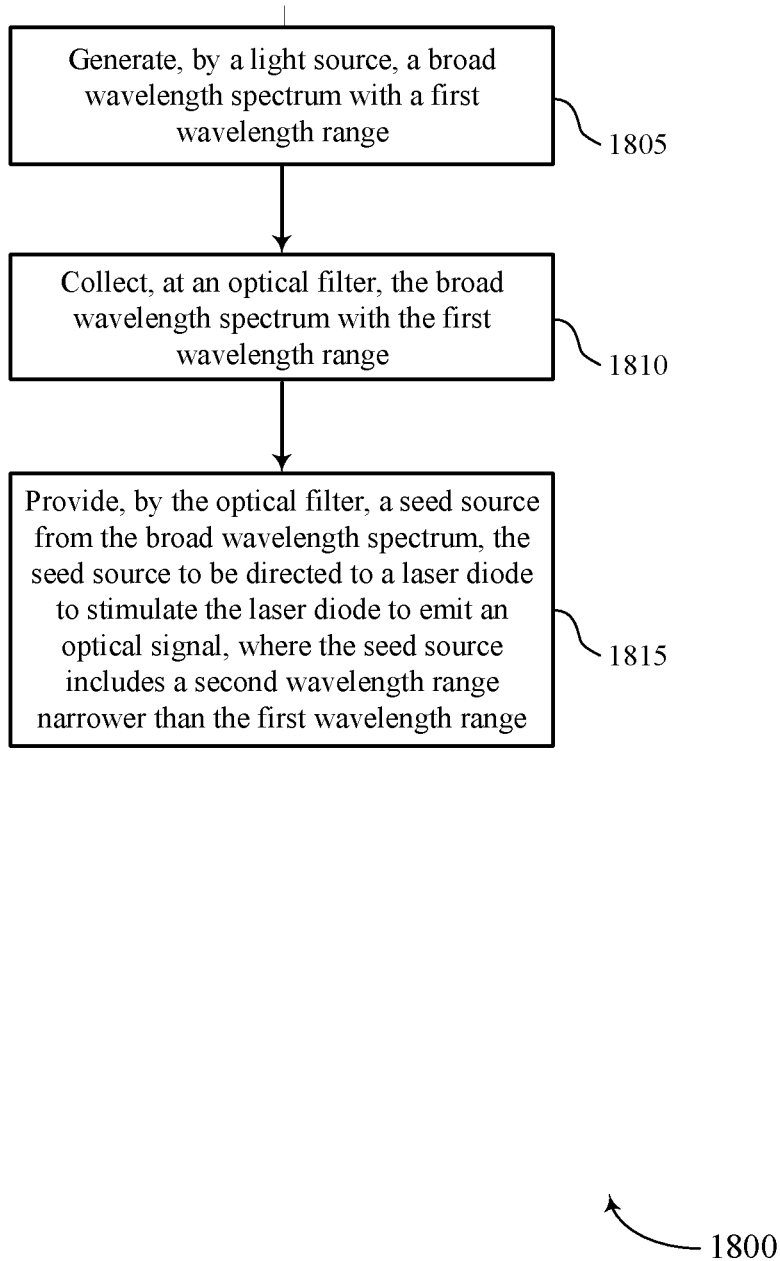 Generate, by a light source, a broad
wavelength spectrum with a first
wavelength range
1805
Collect, at an optical filter, the broad
wavelength spectrum with the first
wavelength range
1810
Provide, by the optical filter, a seed source
from the broad wavelength spectrum, the
seed source to be directed to a laser diode
to stimulate the laser diode to emit an
optical signal, where the seed source
includes a second wavelength range
narrower than the first wavelength range
1815
1800